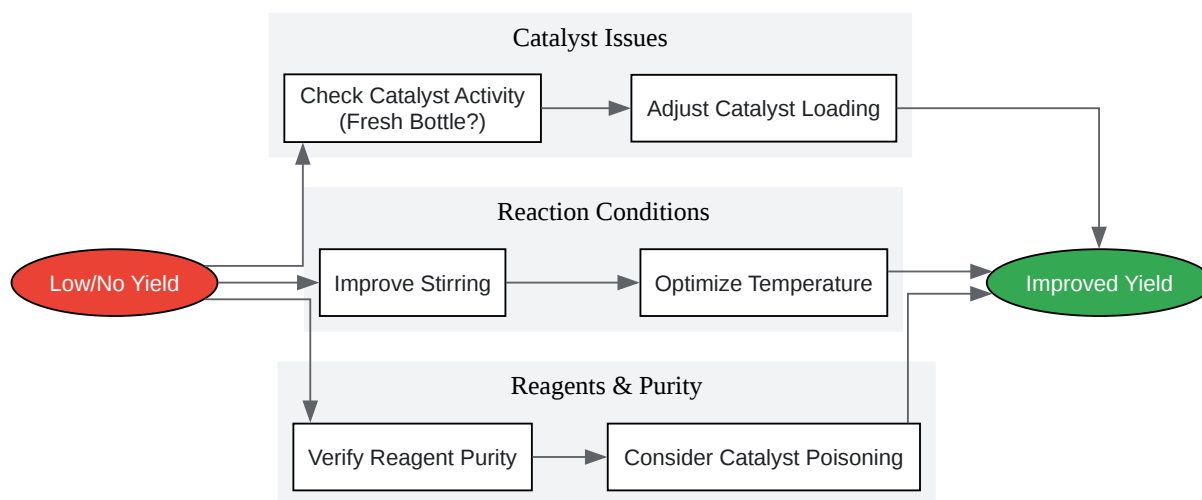 Catalyst Issues
Check Catalyst Activity
(Fresh Bottle?)
Adjust Catalyst Loading
Reaction Conditions
Low/No Yield
Improve Stirring
Optimize Temperature
Improved Yield
Reagents & Purity
Verify Reagent Purity
Consider Catalyst Poisoning